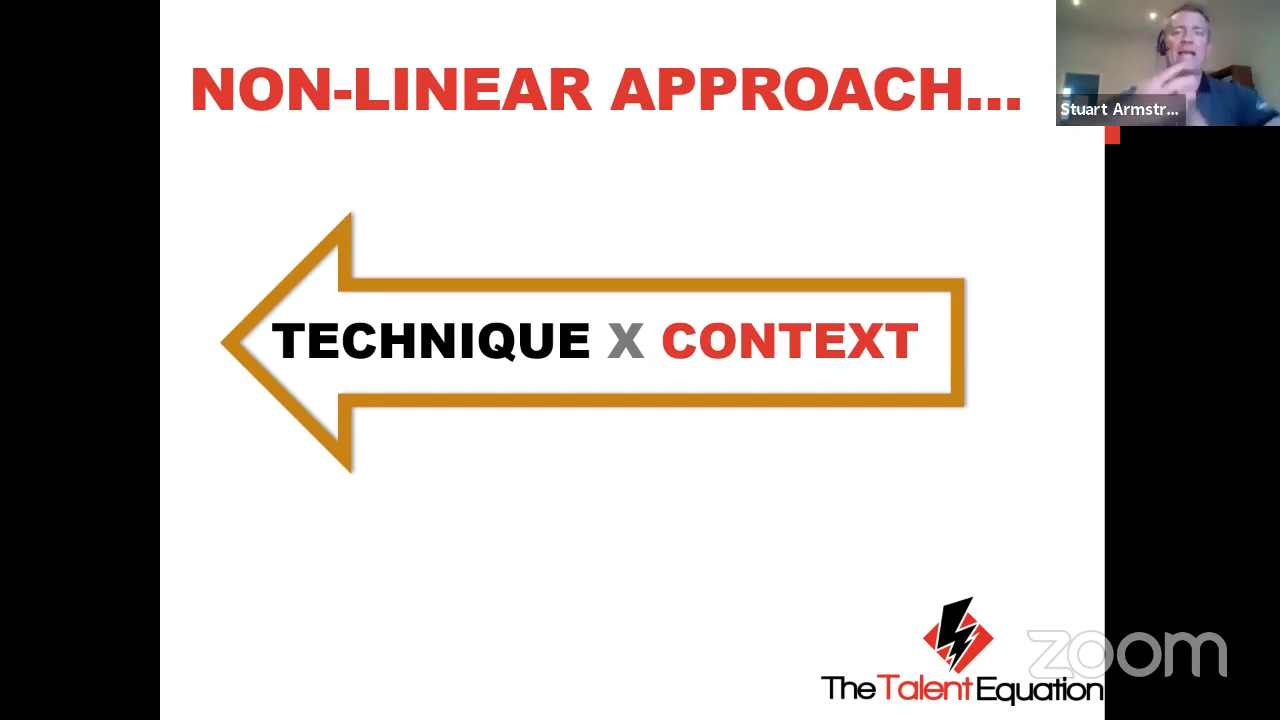 NON-LINEAR APPROACH...
Stuart Armstr...
TECHNIQUE X CONTEXT
The Talent Equation
zoom